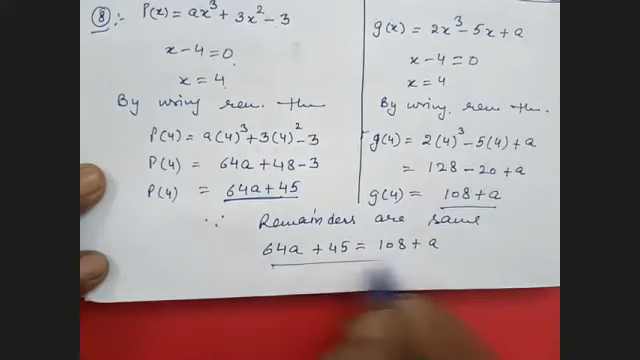 ⑧:- P(x) = ax³ + 3x² - 3
x - 4 = 0
x = 4
By using rem. the
P(4) = a(4)³ + 3(4)² - 3
P(4) = 64a + 48 - 3
P(4) = 64a + 45
g(x) = 2x³ - 5x + a
x - 4 = 0
x = 4
By using rem. the.
g(4) = 2(4)³ - 5(4) + a
= 128 - 20 + a
g(4) = 108 + a
∵ Remainders are same
64a + 45 = 108 + a